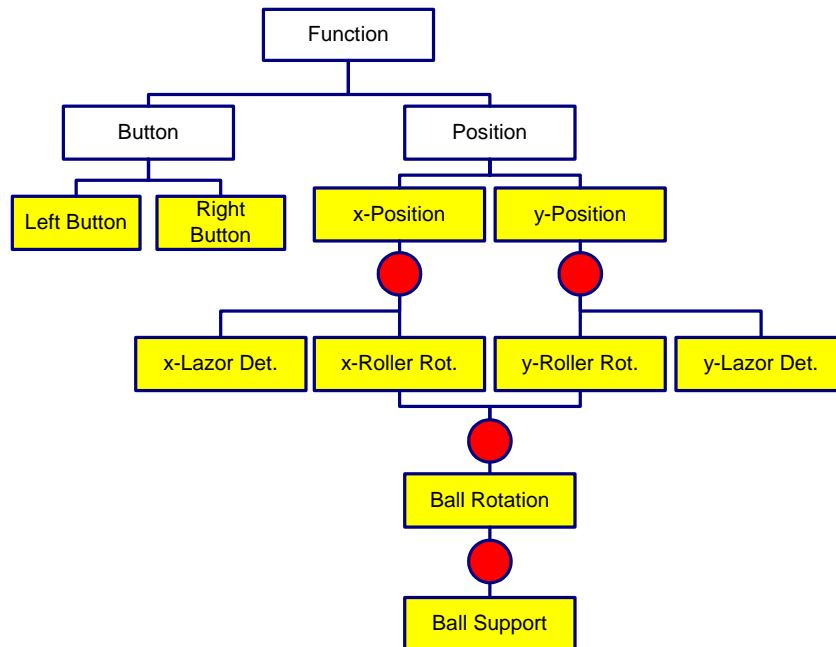 Function
Button
Position
Left Button
Right
Button
x-Position
y-Position
x-Lazor Det.
x-Roller Rot.
y-Roller Rot.
y-Lazor Det.
Ball Rotation
Ball Support